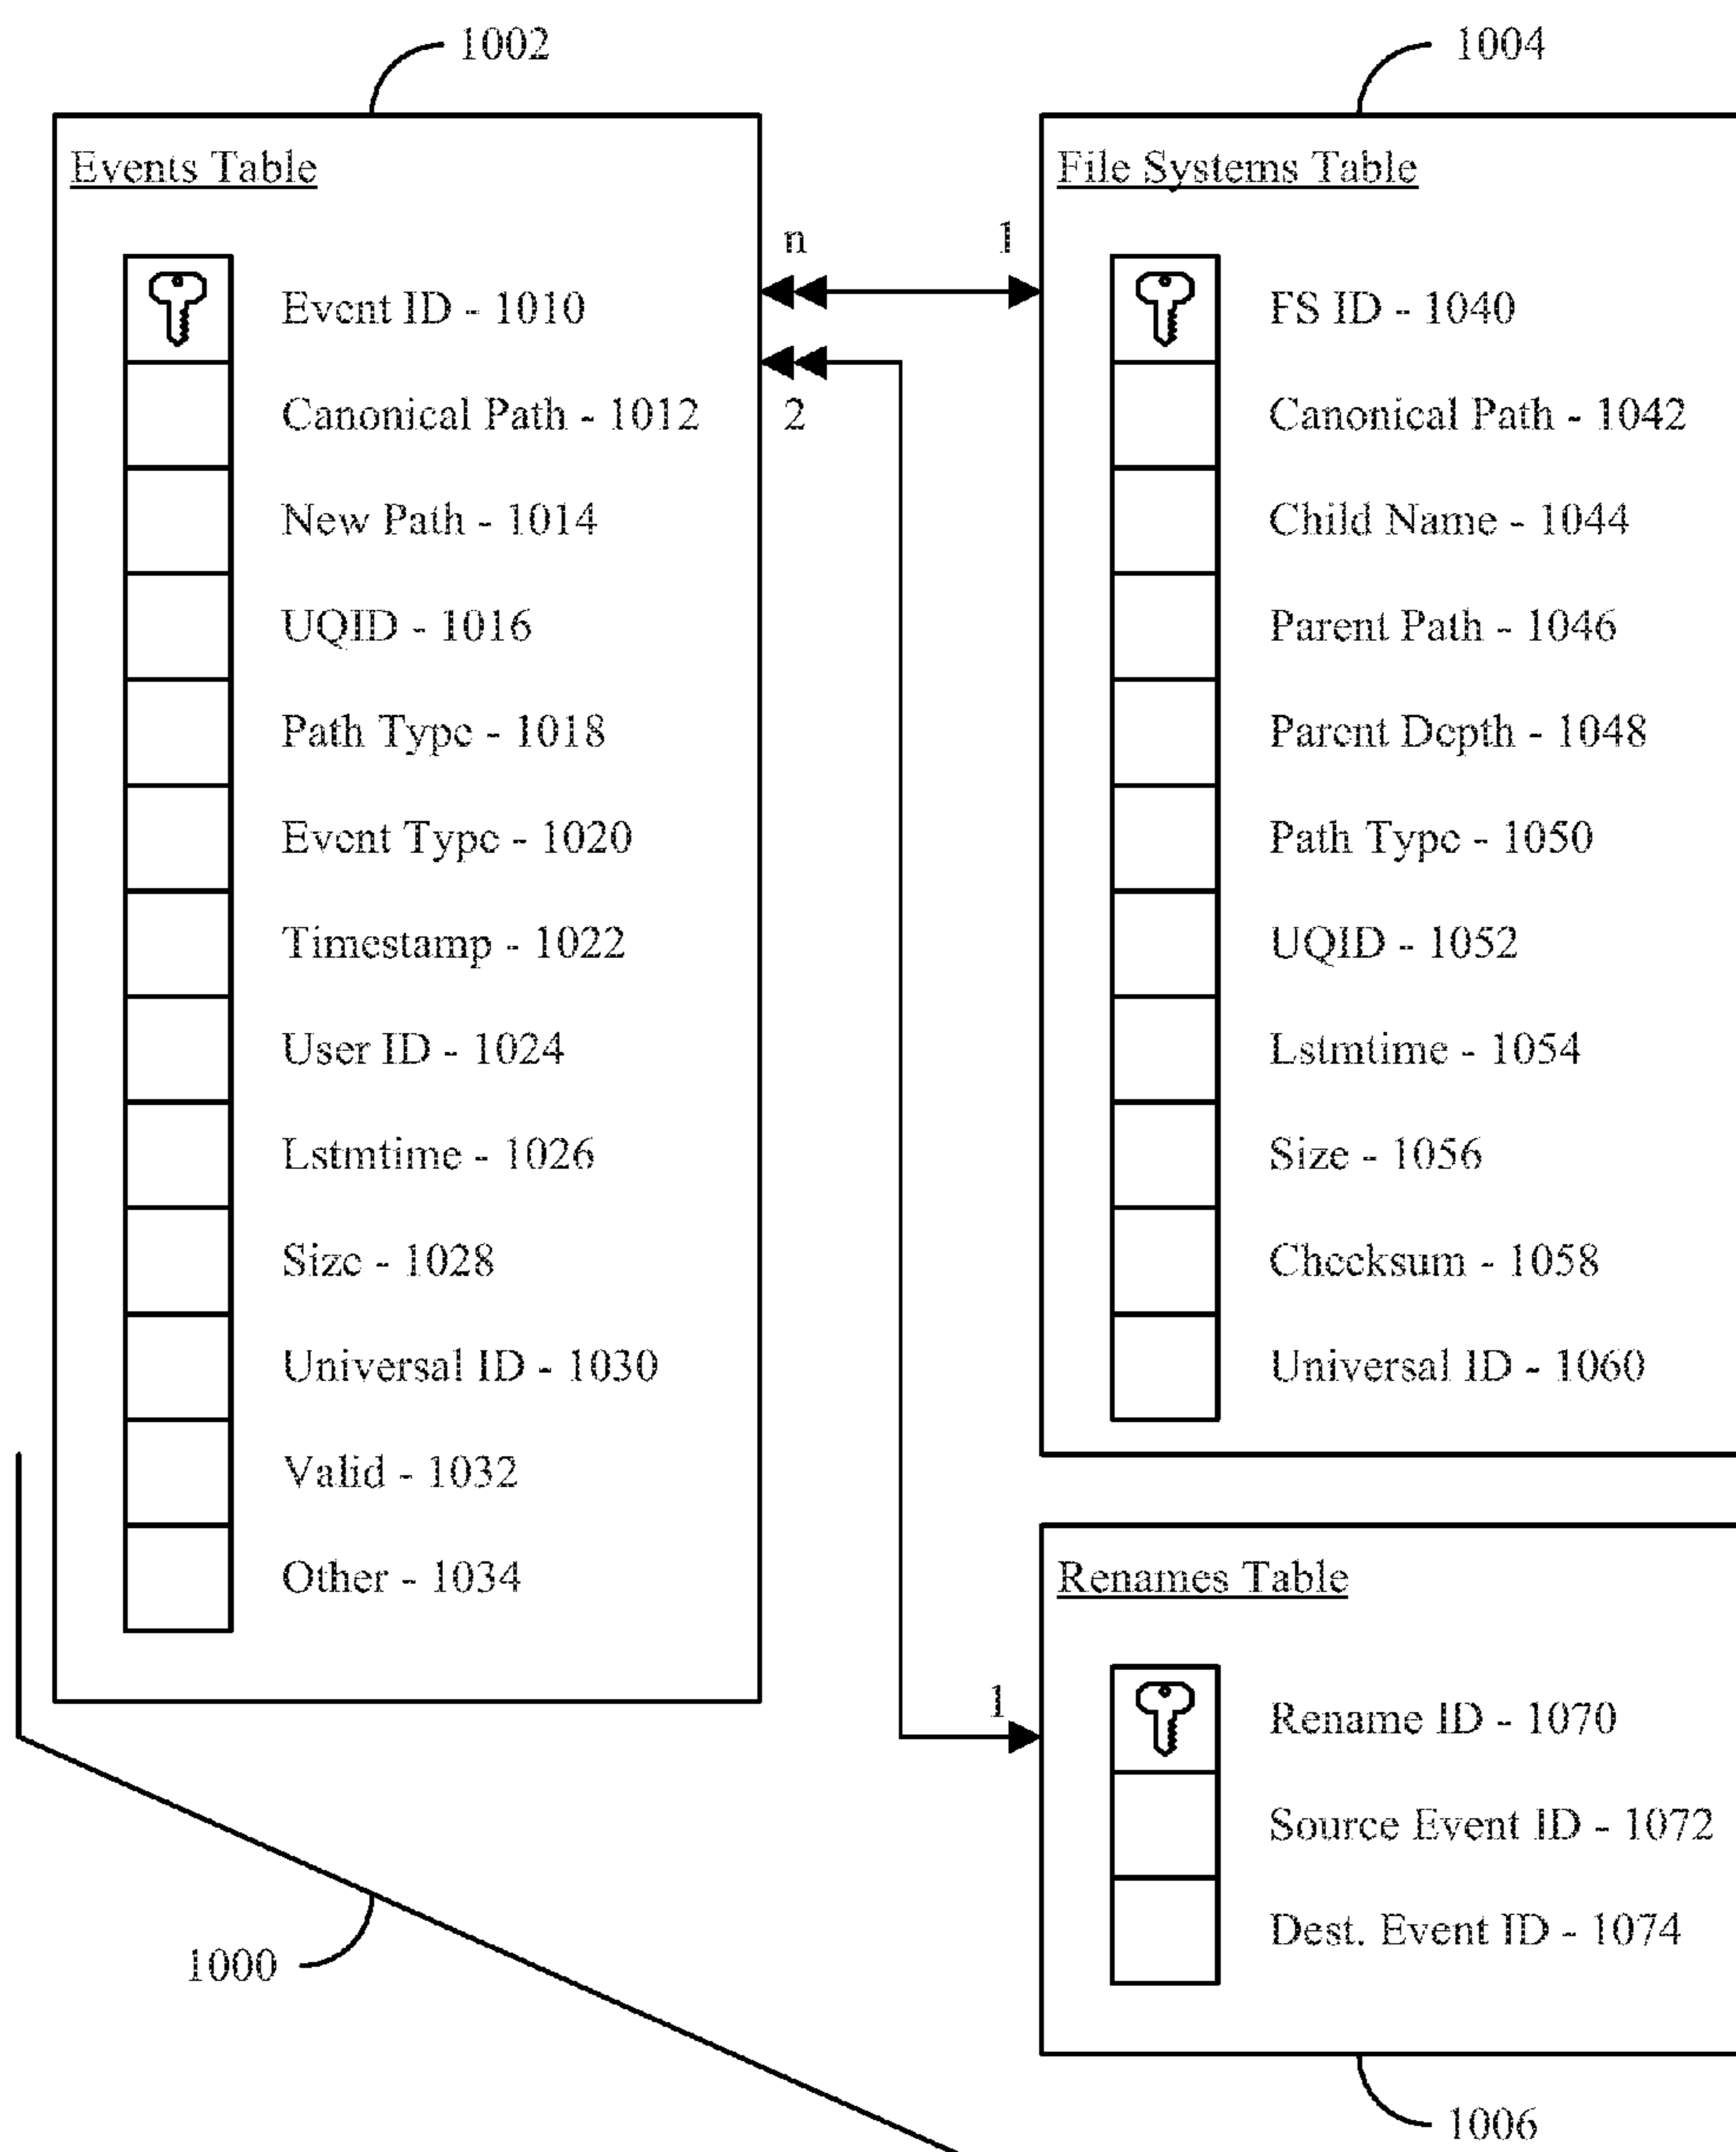 1002
Events Table
Event ID - 1010
Canonical Path - 1012
New Path - 1014
UQID - 1016
Path Type - 1018
Event Type - 1020
Timestamp - 1022
User ID - 1024
Lstmtime - 1026
Size - 1028
Universal ID - 1030
Valid - 1032
Other - 1034
n
1
2
1
1004
File Systems Table
FS ID - 1040
Canonical Path - 1042
Child Name - 1044
Parent Path - 1046
Parent Depth - 1048
Path Type - 1050
UQID - 1052
Lstmtime - 1054
Size - 1056
Checksum - 1058
Universal ID - 1060
Renames Table
Rename ID - 1070
Source Event ID - 1072
Dest. Event ID - 1074
1006
1000